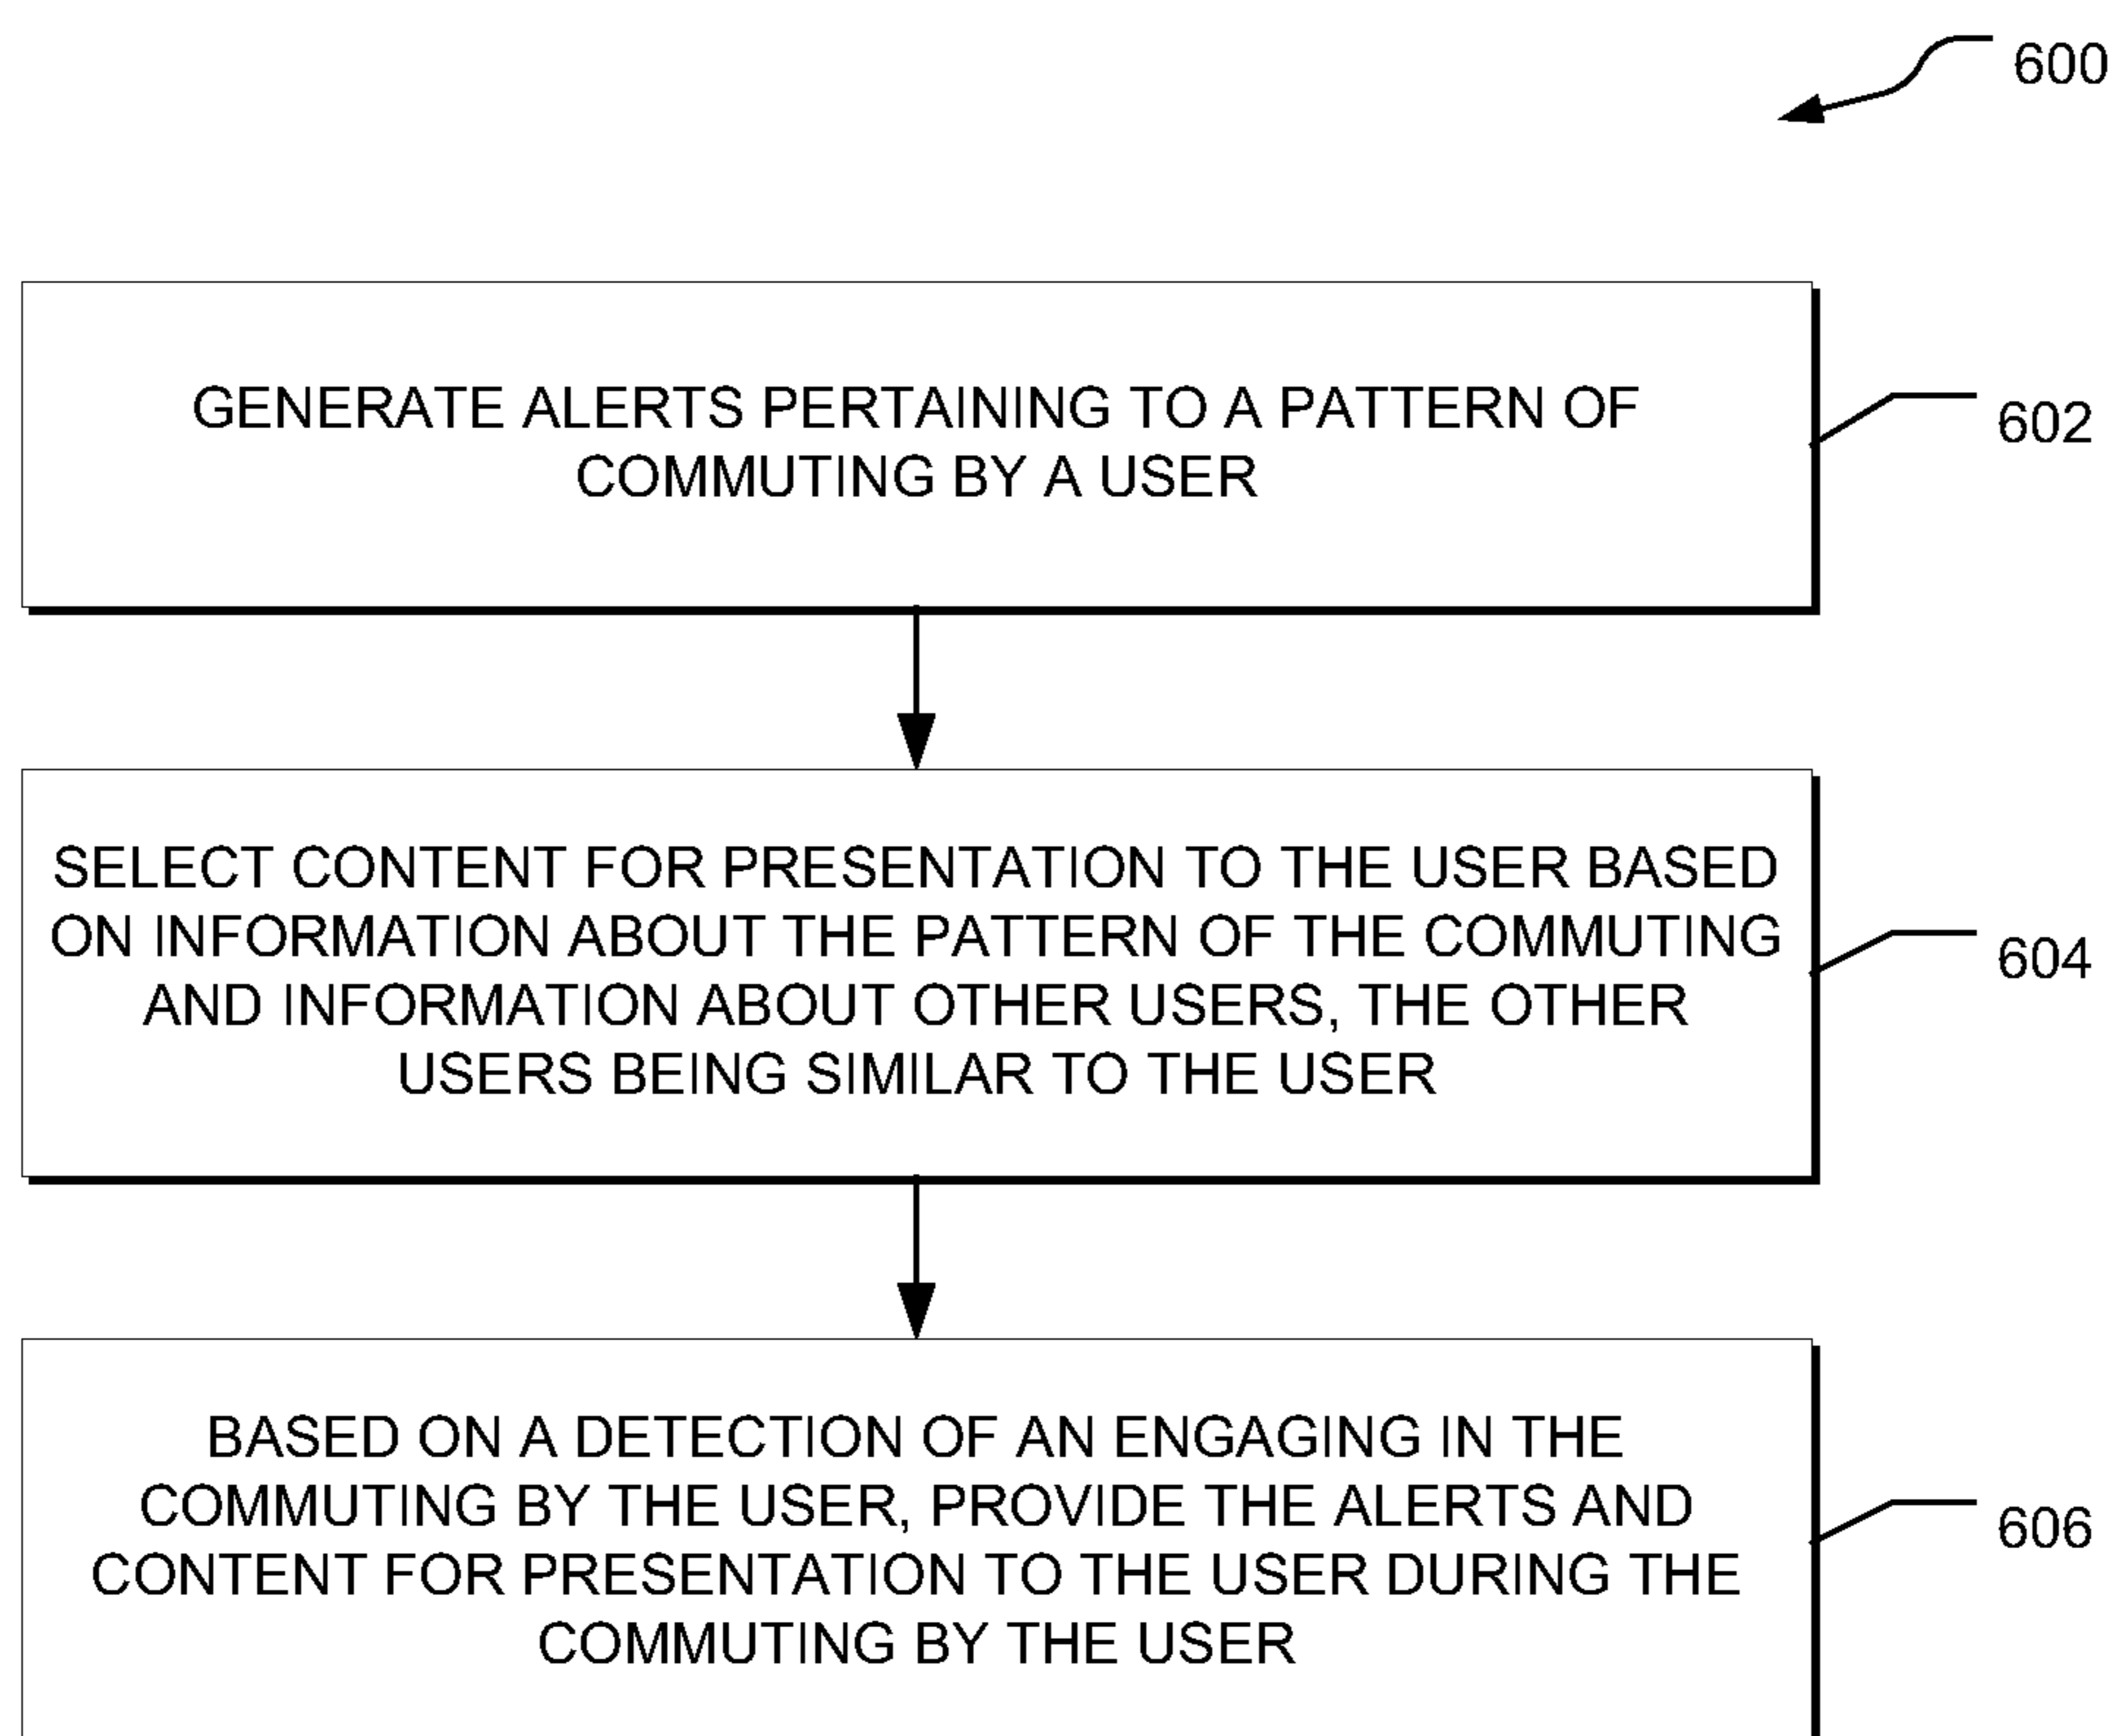 600
GENERATE ALERTS PERTAINING TO A PATTERN OF
COMMUTING BY A USER
602
SELECT CONTENT FOR PRESENTATION TO THE USER BASED
ON INFORMATION ABOUT THE PATTERN OF THE COMMUTING
AND INFORMATION ABOUT OTHER USERS, THE OTHER
USERS BEING SIMILAR TO THE USER
604
BASED ON A DETECTION OF AN ENGAGING IN THE
COMMUTING BY THE USER, PROVIDE THE ALERTS AND
CONTENT FOR PRESENTATION TO THE USER DURING THE
COMMUTING BY THE USER
606